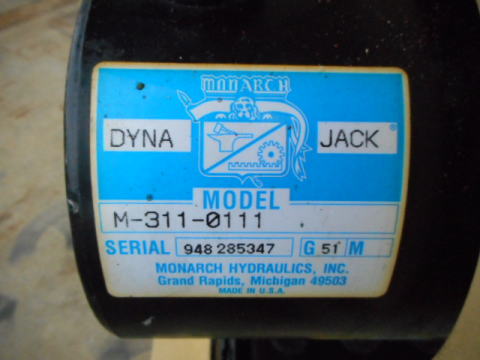 MONARCH
DYNA JACK
MODEL
M-311-0111
SERIAL 948 285347 G 51 M
MONARCH HYDRAULICS, INC.
Grand Rapids, Michigan 49503
MADE IN U.S.A.